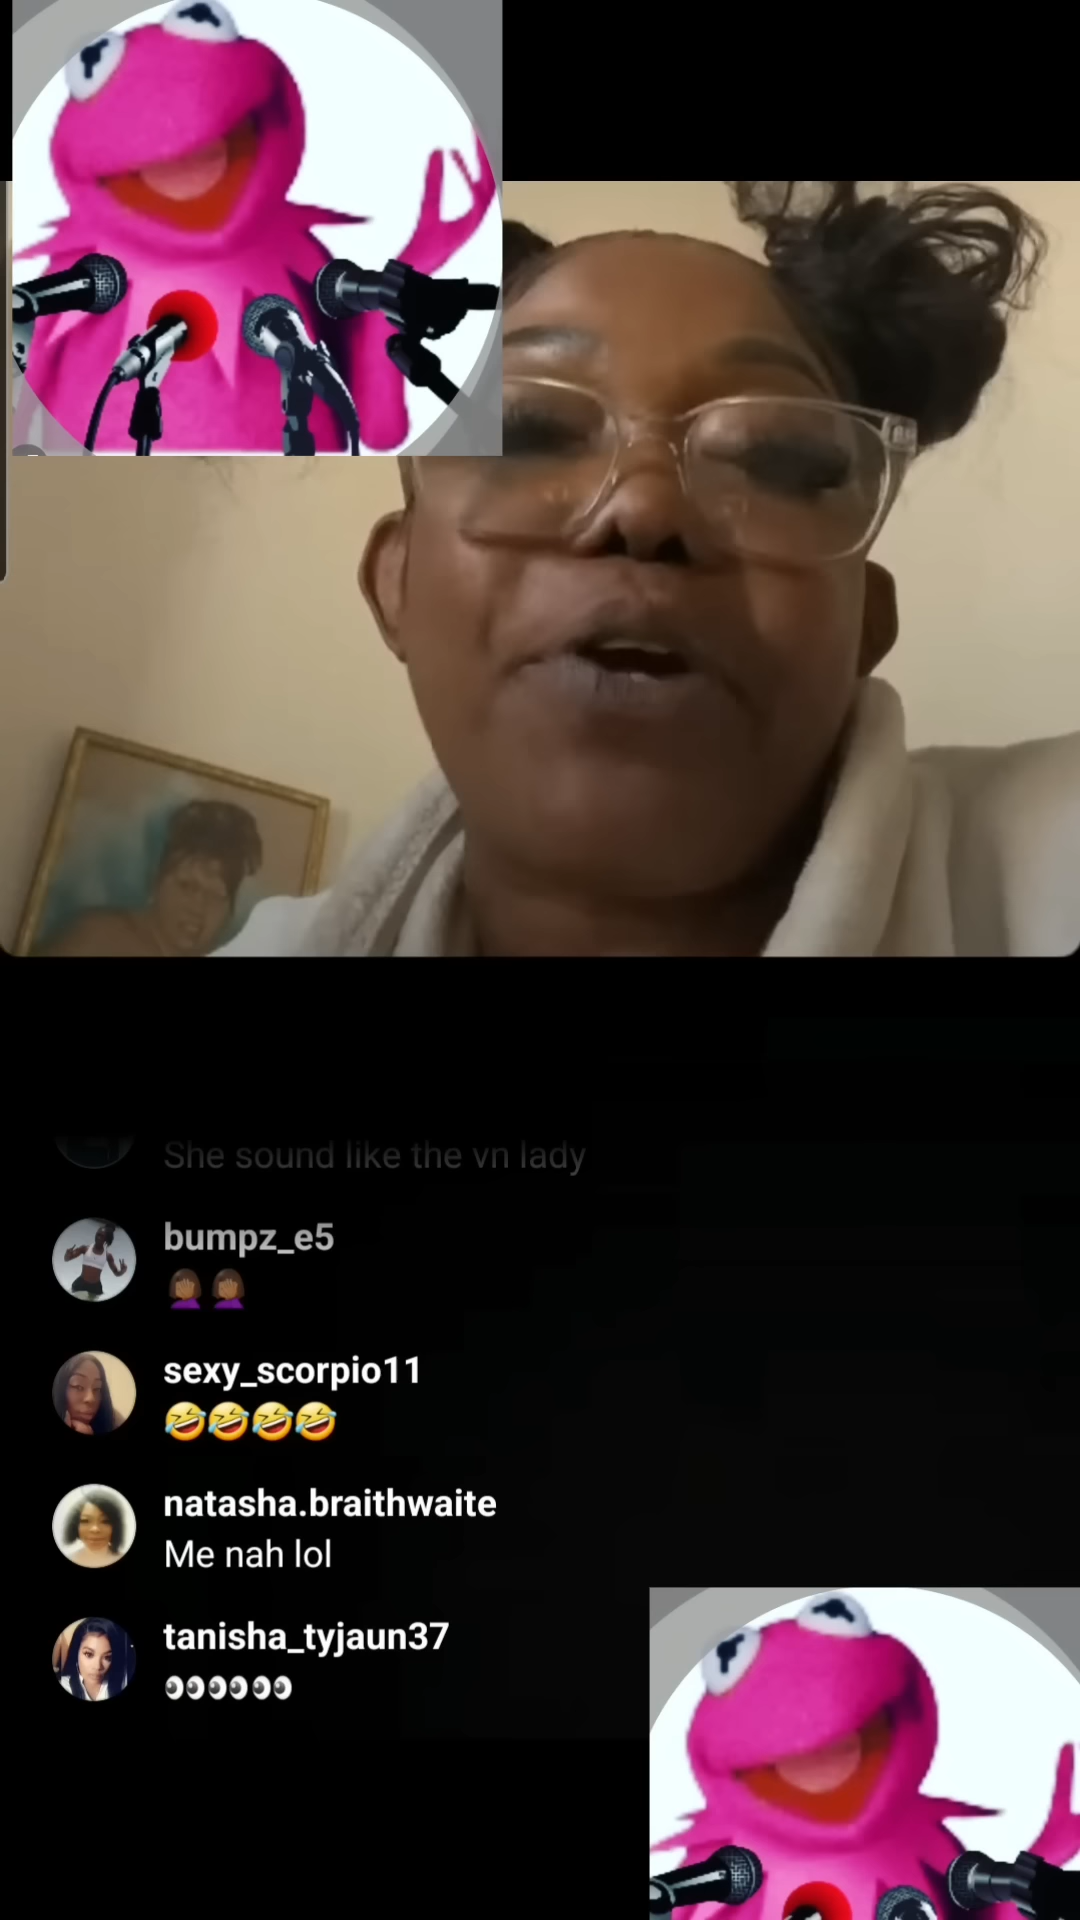 She sound like the vn lady
bumpz_e5
🤦🏾‍♀️🤦🏾‍♀️
sexy_scorpio11
🤣🤣🤣🤣
natasha.braithwaite
Me nah lol
tanisha_tyjaun37
👀👀👀